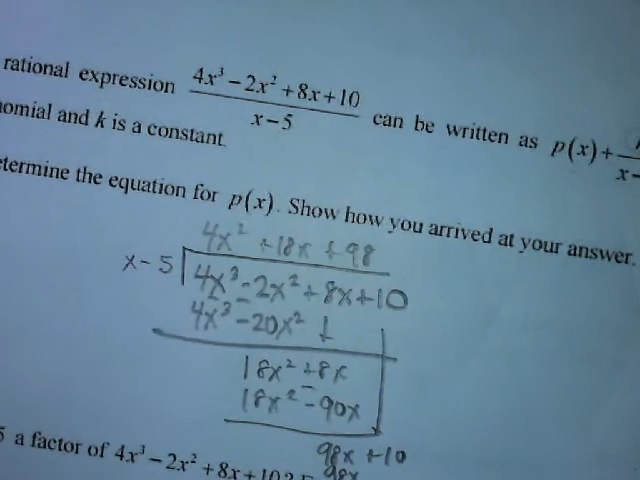 rational expression (4x³ − 2x² + 8x + 10)/(x − 5) can be written as p(x) +
and k is a constant.
the equation for p(x). Show how you arrived at your answer.
4x² + 18x + 98
x − 5 4x³ − 2x² + 8x + 10
4x³ − 20x² ↓
18x² + 8x
18x² − 90x
98x + 10
a factor of 4x³ − 2x² + 8x + 10?
98x